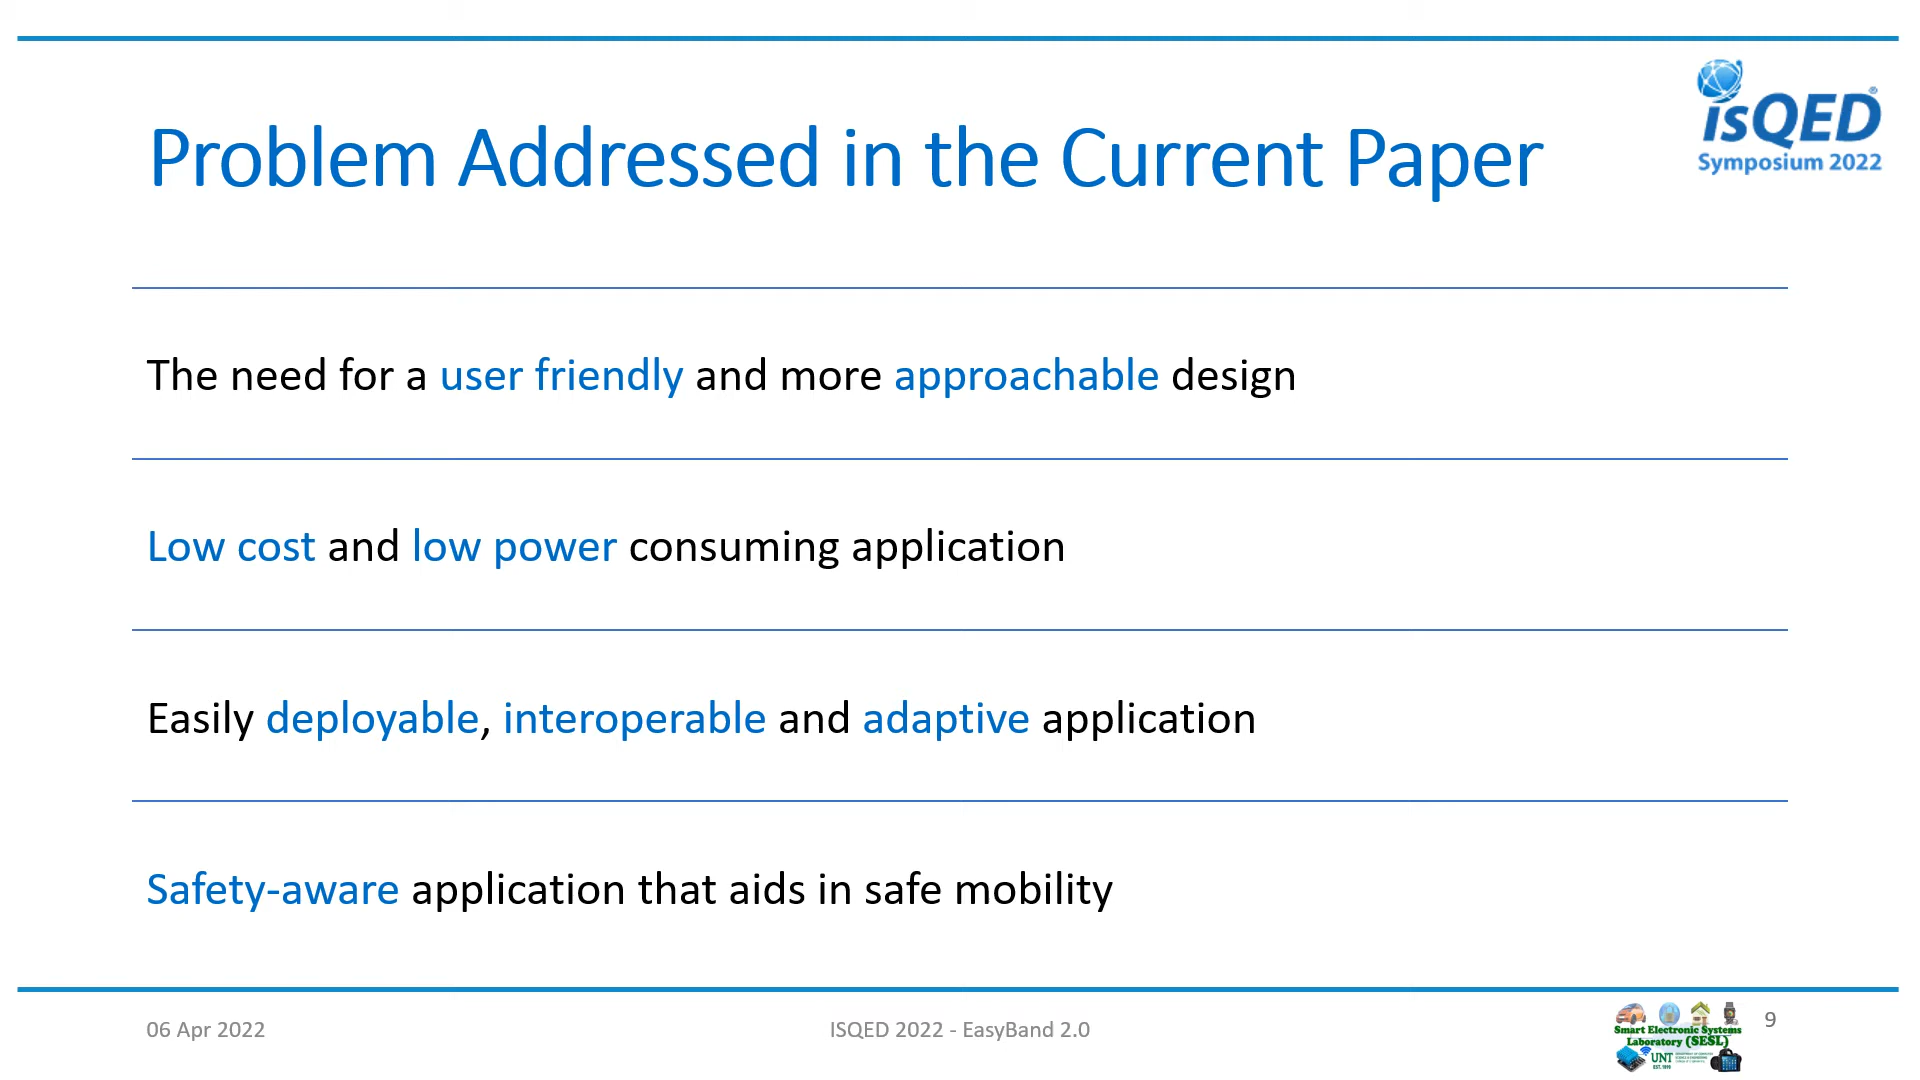 isQED®
Symposium 2022
Problem Addressed in the Current Paper
The need for a user friendly and more approachable design
Low cost and low power consuming application
Easily deployable, interoperable and adaptive application
Safety-aware application that aids in safe mobility
06 Apr 2022
ISQED 2022 - EasyBand 2.0
Smart Electronic Systems
Laboratory (SESL)
UNT
EST. 1890
9